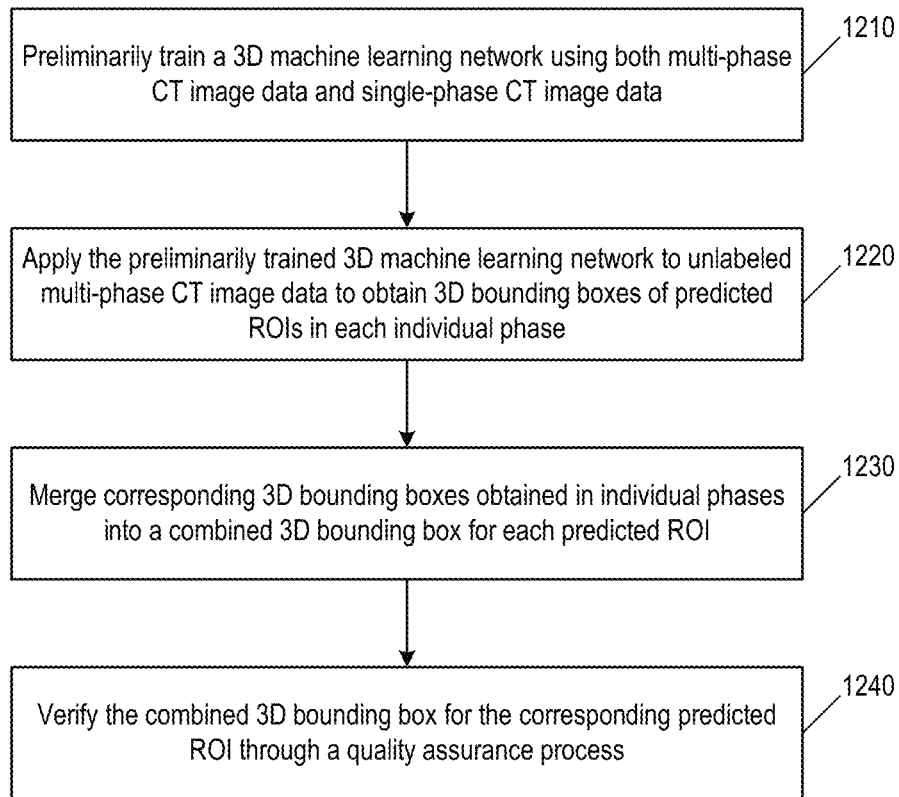 1210
Preliminarily train a 3D machine learning network using both multi-phase
CT image data and single-phase CT image data
1220
Apply the preliminarily trained 3D machine learning network to unlabeled
multi-phase CT image data to obtain 3D bounding boxes of predicted
ROIs in each individual phase
1230
Merge corresponding 3D bounding boxes obtained in individual phases
into a combined 3D bounding box for each predicted ROI
1240
Verify the combined 3D bounding box for the corresponding predicted
ROI through a quality assurance process